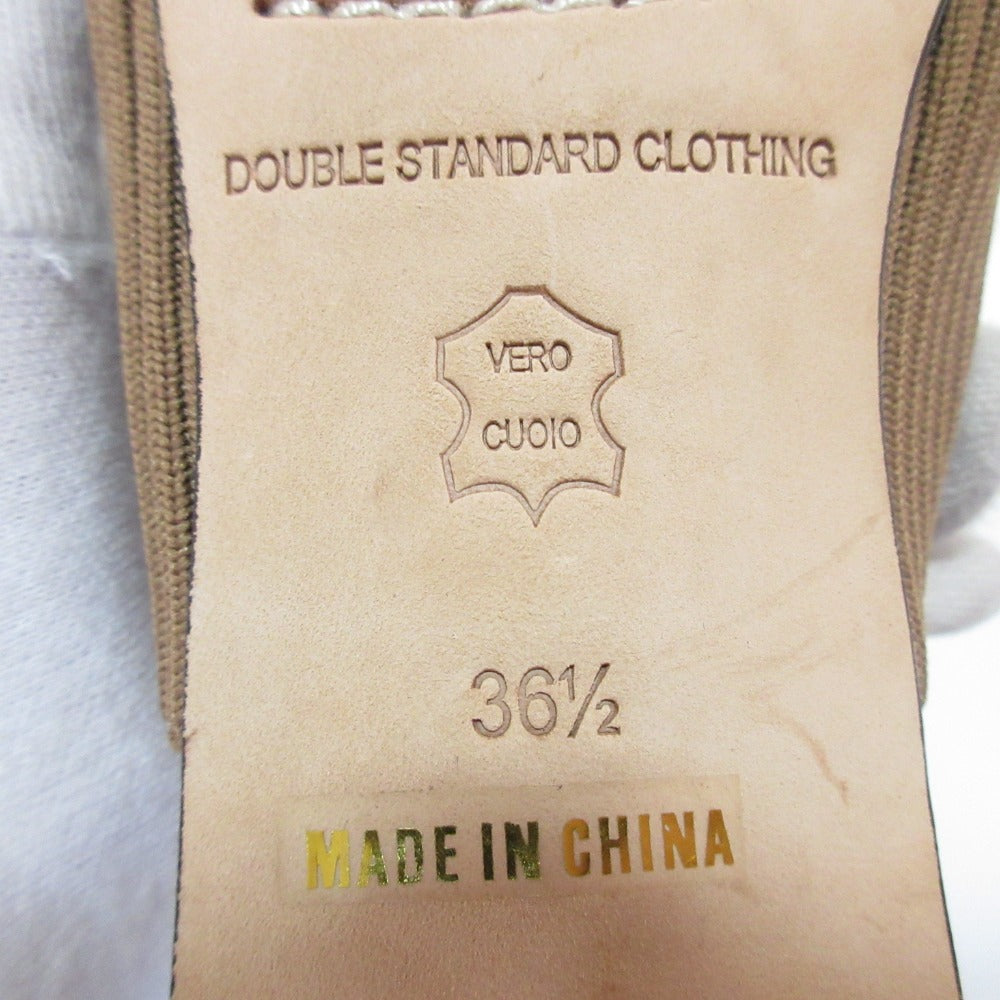 DOUBLE STANDARD CLOTHING
VERO
CUOIO
36½
MADE IN CHINA